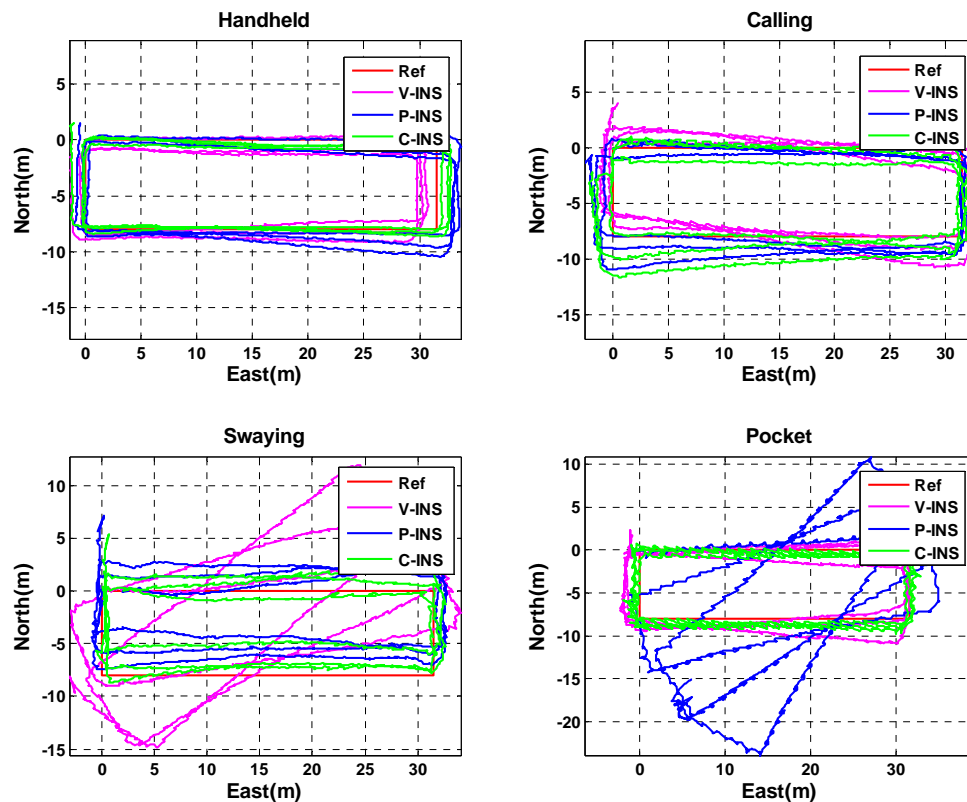 Handheld
Ref
V-INS
P-INS
C-INS
5
0
-5
-10
-15
North(m)
0 5 10 15 20 25 30
East(m)
Calling
Ref
V-INS
P-INS
C-INS
5
0
-5
-10
-15
North(m)
0 5 10 15 20 25 30
East(m)
Swaying
Ref
V-INS
P-INS
C-INS
10
5
0
-5
-10
-15
North(m)
0 5 10 15 20 25 30
East(m)
Pocket
Ref
V-INS
P-INS
C-INS
10
0
-10
-20
North(m)
0 10 20 30
East(m)